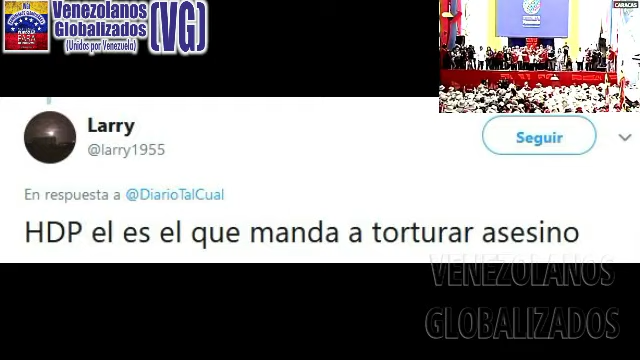 Venezolanos
Globalizados
(Unidos por Venezuela)
(VG)
PARA
CARACAS
Larry
@larry1955
Seguir
En respuesta a @DiarioTalCual
HDP el es el que manda a torturar asesino
VENEZOLANOS
GLOBALIZADOS